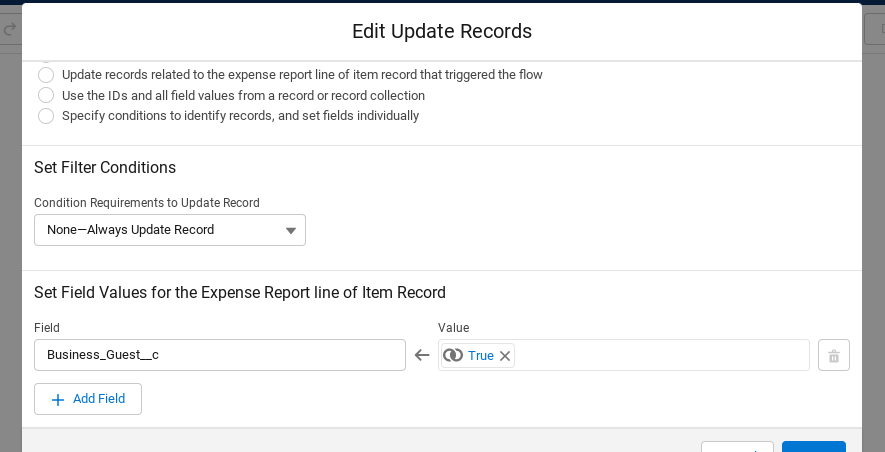 Edit Update Records
Update records related to the expense report line of item record that triggered the flow
Use the IDs and all field values from a record or record collection
Specify conditions to identify records, and set fields individually
Set Filter Conditions
Condition Requirements to Update Record
None—Always Update Record
Set Field Values for the Expense Report line of Item Record
Field
Value
Business_Guest__c
True
Add Field